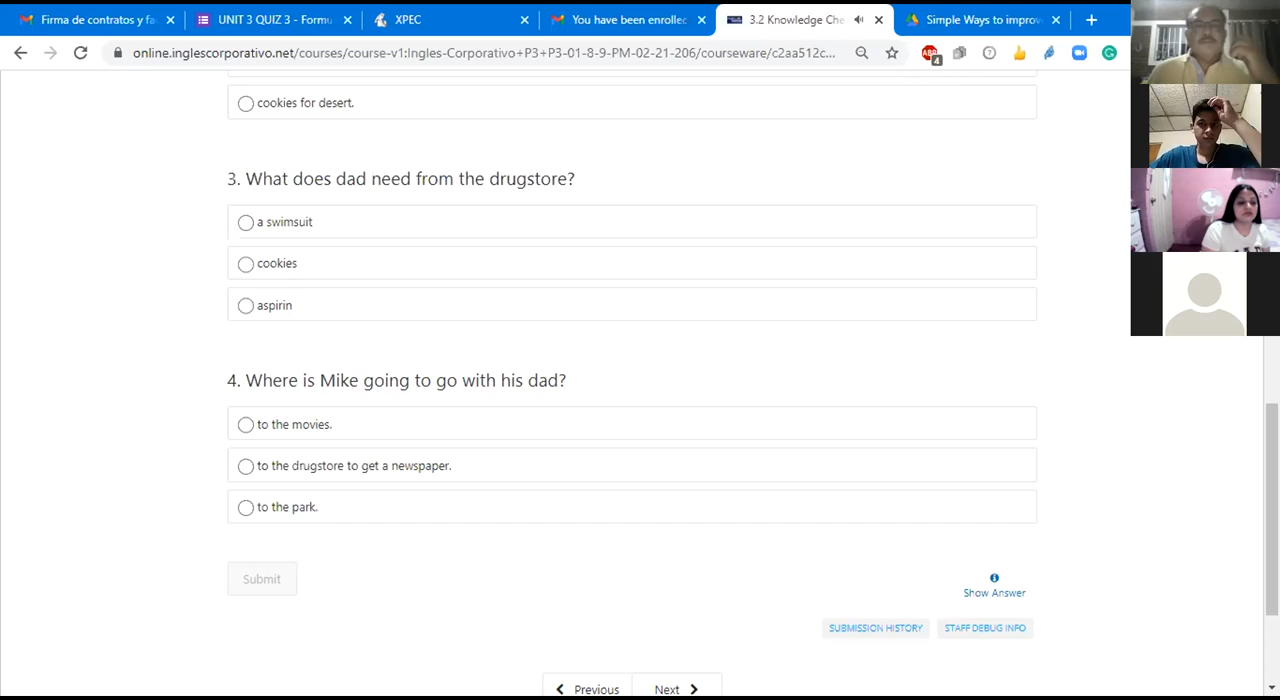 Firma de contratos y fa
UNIT 3 QUIZ 3 - Formu
XPEC
You have been enrolled
3.2 Knowledge Che
Simple Ways to improv
online.inglescorporativo.net/courses/course-v1:Ingles-Corporativo+P3+P3-01-8-9-PM-02-21-206/courseware/c2aa512c...
ABP
4
cookies for desert.
3. What does dad need from the drugstore?
a swimsuit
cookies
aspirin
4. Where is Mike going to go with his dad?
to the movies.
to the drugstore to get a newspaper.
to the park.
Submit
Show Answer
SUBMISSION HISTORY
STAFF DEBUG INFO
Previous
Next